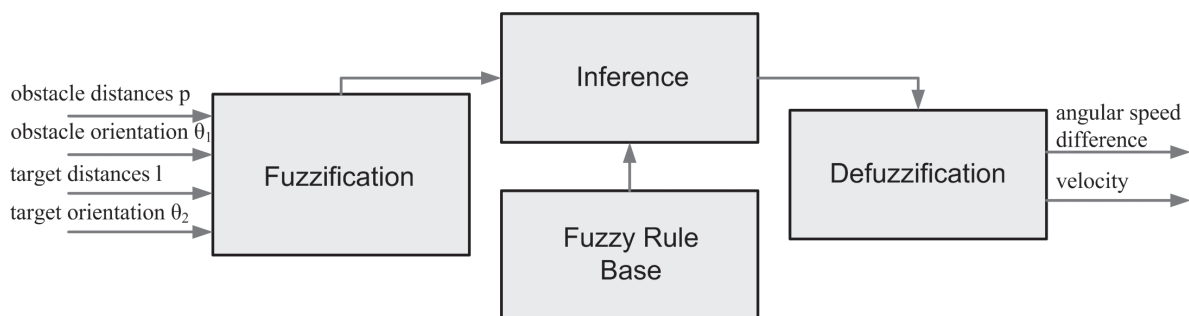 obstacle distances p
obstacle orientation θ₁
target distances l
target orientation θ₂
Fuzzification
Inference
Fuzzy Rule
Base
Defuzzification
angular speed
difference
velocity